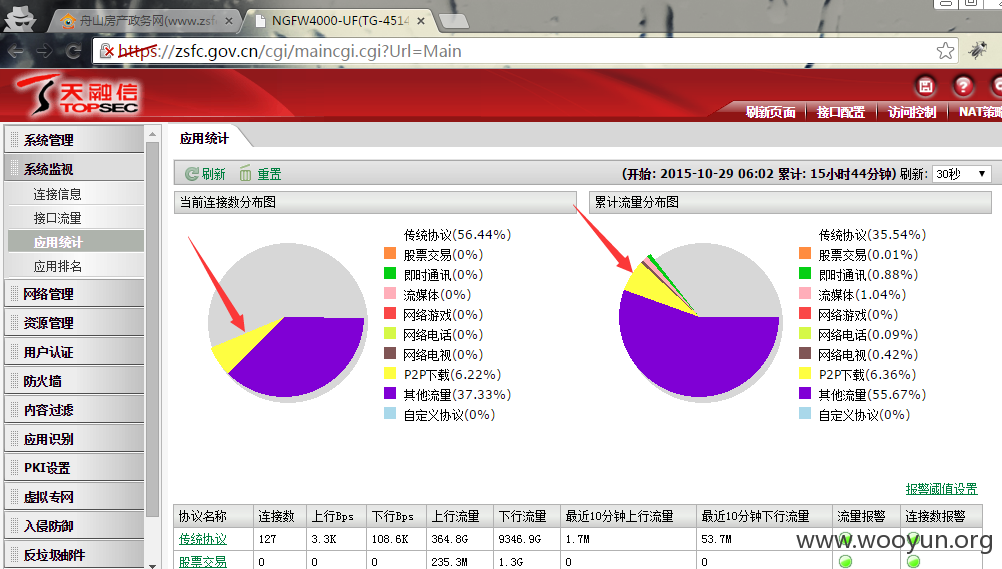 舟山房产政务网(www.zsf
NGFW4000-UF(TG-4514
https://zsfc.gov.cn/cgi/maincgi.cgi?Url=Main
天融信
TOPSEC
刷新页面 接口配置 访问控制 NAT策略
系统管理
系统监视
连接信息
接口流量
应用统计
应用排名
网络管理
资源管理
用户认证
防火墙
内容过滤
应用识别
PKI设置
虚拟专网
入侵防御
反垃圾邮件
应用统计
刷新 重置 (开始: 2015-10-29 06:02 累计: 15小时44分钟) 刷新: 30秒
当前连接数分布图
传统协议(56.44%)
股票交易(0%)
即时通讯(0%)
流媒体(0%)
网络游戏(0%)
网络电话(0%)
网络电视(0%)
P2P下载(6.22%)
其他流量(37.33%)
自定义协议(0%)
累计流量分布图
传统协议(35.54%)
股票交易(0.01%)
即时通讯(0.88%)
流媒体(1.04%)
网络游戏(0%)
网络电话(0.09%)
网络电视(0.42%)
P2P下载(6.36%)
其他流量(55.67%)
自定义协议(0%)
报警阈值设置
协议名称 连接数 上行Bps 下行Bps 上行流量 下行流量 最近10分钟上行流量 最近10分钟下行流量 流量报警 连接数报警
传统协议 127 3.3K 108.6K 364.8G 9346.9G 1.7M 53.7M
股票交易 0 0 0 235.3M 1.3G 0 0
www.wooyun.org